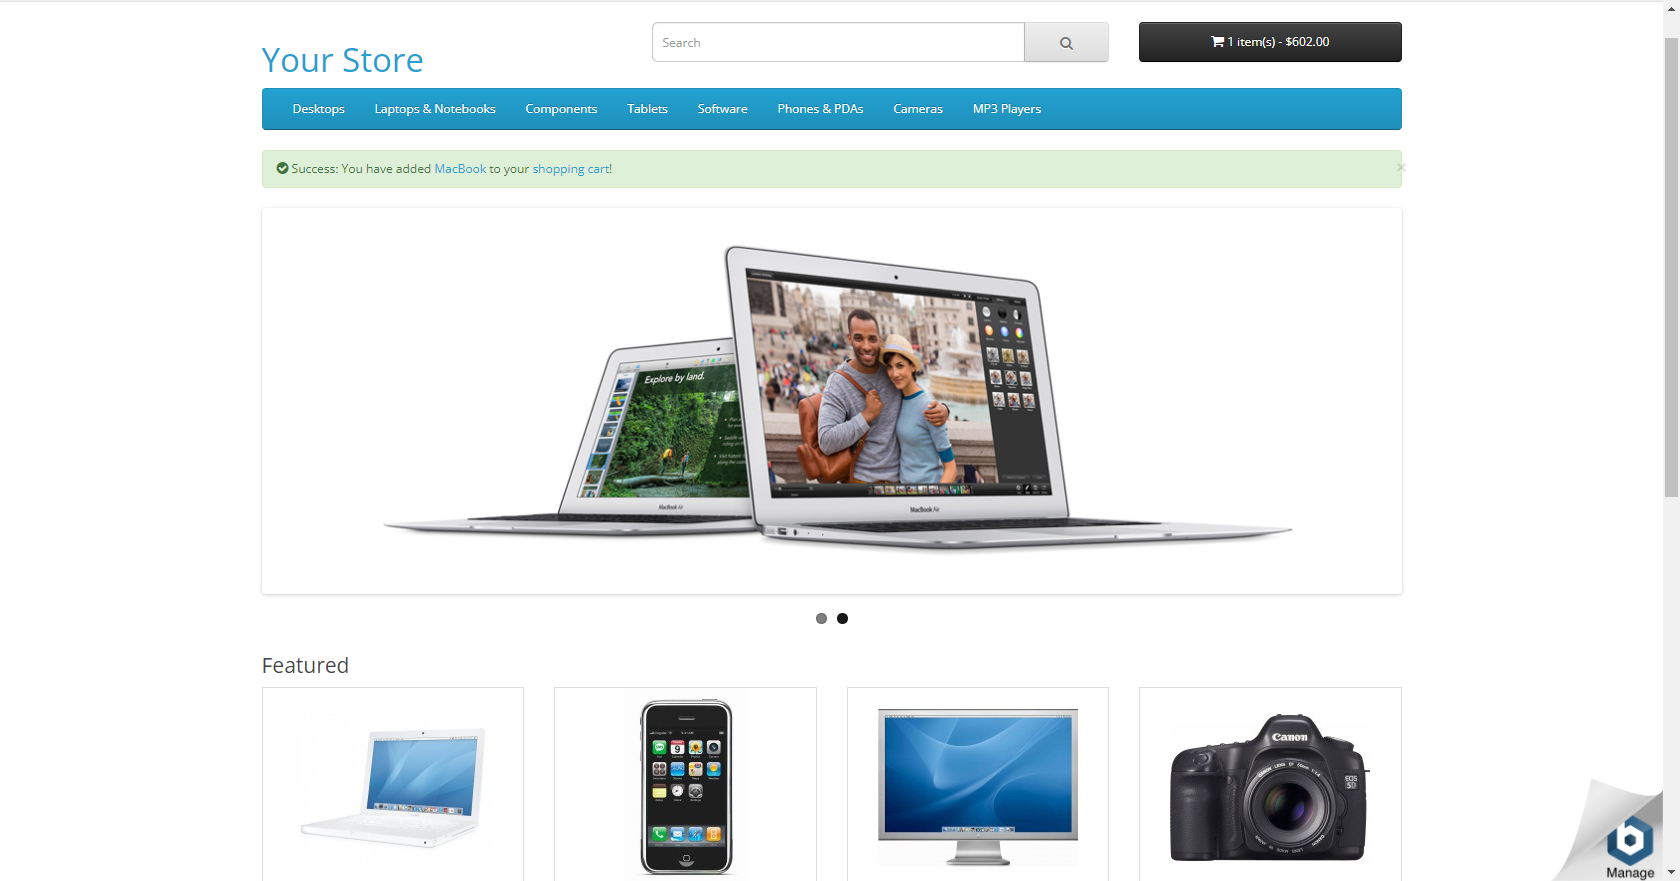 Your Store
Search
1 item(s) - $602.00
Desktops
Laptops & Notebooks
Components
Tablets
Software
Phones & PDAs
Cameras
MP3 Players
Success: You have added MacBook to your shopping cart!
×
Explore by land.
MacBook Air
MacBook Air
Featured
9
Canon
EOS
5D
Manage